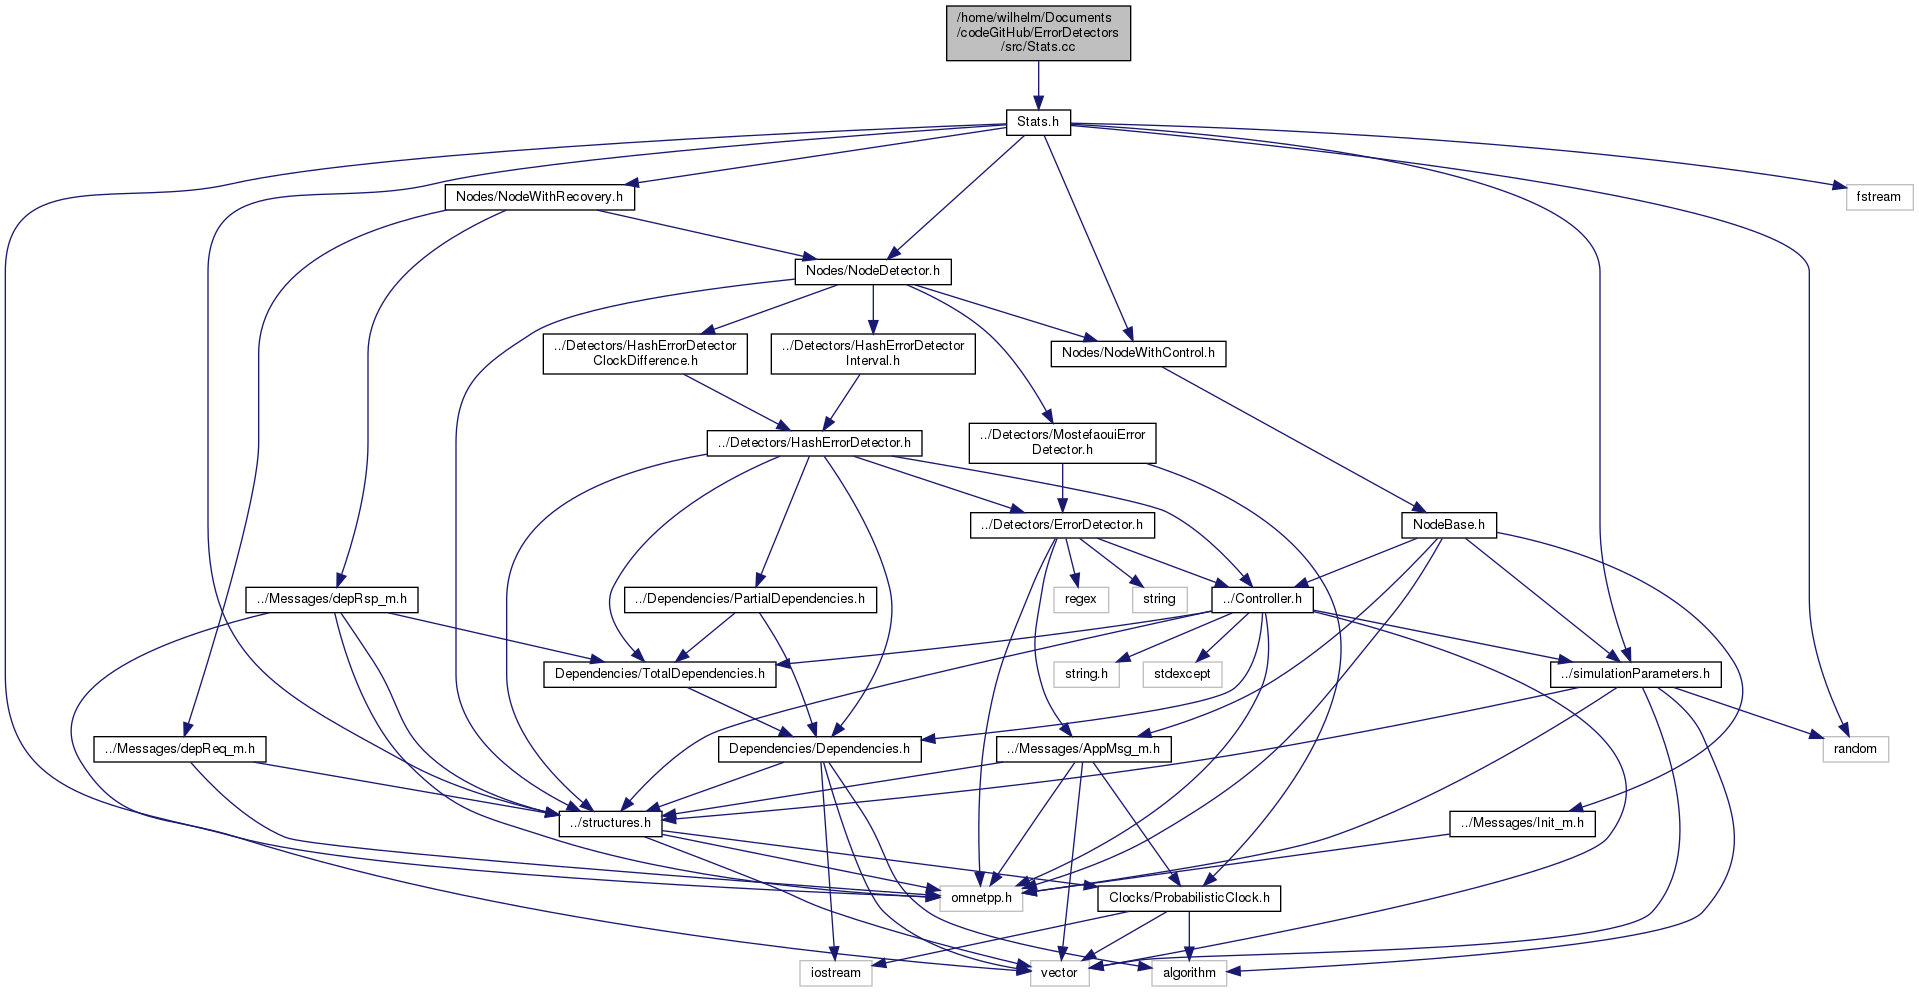 /home/wilhelm/Documents
/codeGitHub/ErrorDetectors
/src/Stats.cc
Stats.h
Nodes/NodeWithRecovery.h
fstream
Nodes/NodeDetector.h
../Detectors/HashErrorDetector
ClockDifference.h
../Detectors/HashErrorDetector
Interval.h
Nodes/NodeWithControl.h
../Detectors/HashErrorDetector.h
../Detectors/MostefaouiError
Detector.h
../Detectors/ErrorDetector.h
NodeBase.h
../Messages/depRsp_m.h
../Dependencies/PartialDependencies.h
regex
string
../Controller.h
Dependencies/TotalDependencies.h
string.h
stdexcept
../simulationParameters.h
../Messages/depReq_m.h
Dependencies/Dependencies.h
../Messages/AppMsg_m.h
random
../structures.h
../Messages/Init_m.h
omnetpp.h
Clocks/ProbabilisticClock.h
iostream
vector
algorithm